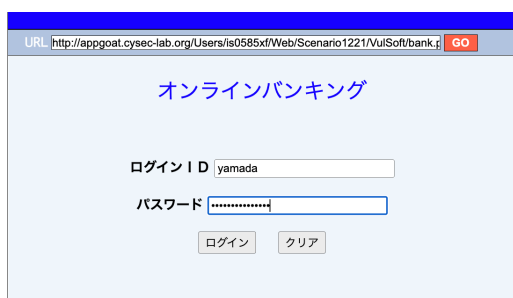 URL http://appgoat.cysec-lab.org/Users/is0585xf/Web/Scenario1221/VulSoft/bank.p GO
オンラインバンキング
ログインＩＤ yamada
パスワード •••••••••••••••
ログイン クリア